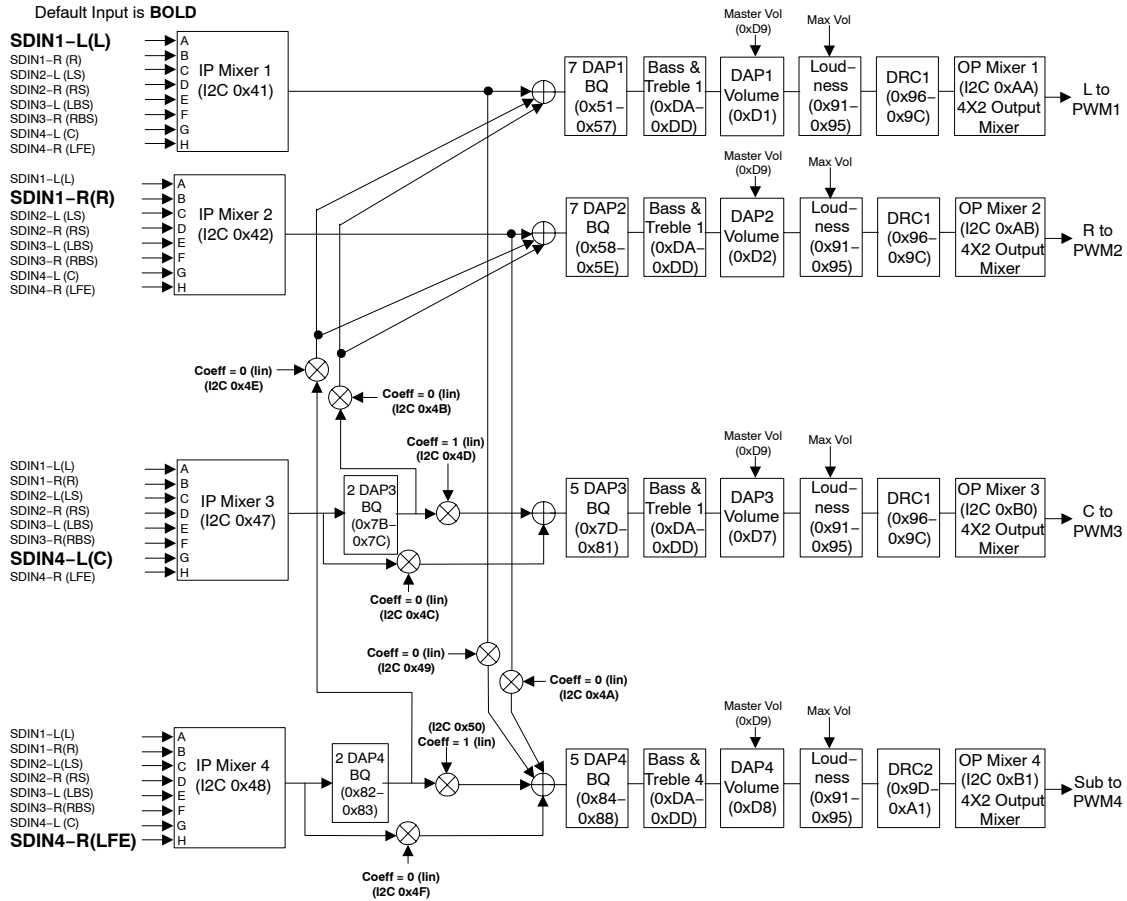 Default Input is BOLD
SDIN1−L(L)
SDIN1−R (R)
SDIN2−L (LS)
SDIN2−R (RS)
SDIN3−L (LBS)
SDIN3−R (RBS)
SDIN4−L (C)
SDIN4−R (LFE)
A
B
C
D
E
F
G
H
IP Mixer 1
(I2C 0x41)
7 DAP1
BQ
(0x51−
0x57)
Bass &
Treble 1
(0xDA−
0xDD)
Master Vol
(0xD9)
DAP1
Volume
(0xD1)
Max Vol
Loud-
ness
(0x91−
0x95)
DRC1
(0x96−
0x9C)
OP Mixer 1
(I2C 0xAA)
4X2 Output
Mixer
L to
PWM1
SDIN1−L(L)
SDIN1−R(R)
SDIN2−L (LS)
SDIN2−R (RS)
SDIN3−L (LBS)
SDIN3−R (RBS)
SDIN4−L (C)
SDIN4−R (LFE)
A
B
C
D
E
F
G
H
IP Mixer 2
(I2C 0x42)
7 DAP2
BQ
(0x58−
0x5E)
Bass &
Treble 1
(0xDA−
0xDD)
Master Vol
(0xD9)
DAP2
Volume
(0xD2)
Max Vol
Loud-
ness
(0x91−
0x95)
DRC1
(0x96−
0x9C)
OP Mixer 2
(I2C 0xAB)
4X2 Output
Mixer
R to
PWM2
Coeff = 0 (lin)
(I2C 0x4E)
Coeff = 0 (lin)
(I2C 0x4B)
Coeff = 1 (lin)
(I2C 0x4D)
SDIN1−L(L)
SDIN1−R(R)
SDIN2−L(LS)
SDIN2−R (RS)
SDIN3−L (LBS)
SDIN3−R(RBS)
SDIN4−L(C)
SDIN4−R (LFE)
A
B
C
D
E
F
G
H
IP Mixer 3
(I2C 0x47)
2 DAP3
BQ
(0x7B−
0x7C)
5 DAP3
BQ
(0x7D−
0x81)
Bass &
Treble 1
(0xDA−
0xDD)
Master Vol
(0xD9)
DAP3
Volume
(0xD7)
Max Vol
Loud-
ness
(0x91−
0x95)
DRC1
(0x96−
0x9C)
OP Mixer 3
(I2C 0xB0)
4X2 Output
Mixer
C to
PWM3
Coeff = 0 (lin)
(I2C 0x4C)
Coeff = 0 (lin)
(I2C 0x49)
Coeff = 0 (lin)
(I2C 0x4A)
(I2C 0x50)
Coeff = 1 (lin)
SDIN1−L(L)
SDIN1−R(R)
SDIN2−L(LS)
SDIN2−R (RS)
SDIN3−L (LBS)
SDIN3−R(RBS)
SDIN4−L (C)
SDIN4−R(LFE)
A
B
C
D
E
F
G
H
IP Mixer 4
(I2C 0x48)
2 DAP4
BQ
(0x82−
0x83)
5 DAP4
BQ
(0x84−
0x88)
Bass &
Treble 4
(0xDA−
0xDD)
Master Vol
(0xD9)
DAP4
Volume
(0xD8)
Max Vol
Loud-
ness
(0x91−
0x95)
DRC2
(0x9D−
0xA1)
OP Mixer 4
(I2C 0xB1)
4X2 Output
Mixer
Sub to
PWM4
Coeff = 0 (lin)
(I2C 0x4F)